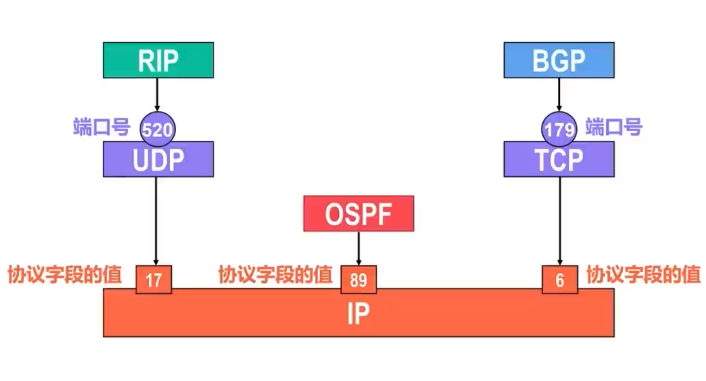 RIP
BGP
端口号 520
179 端口号
UDP
TCP
OSPF
协议字段的值 17
协议字段的值 89
6 协议字段的值
IP